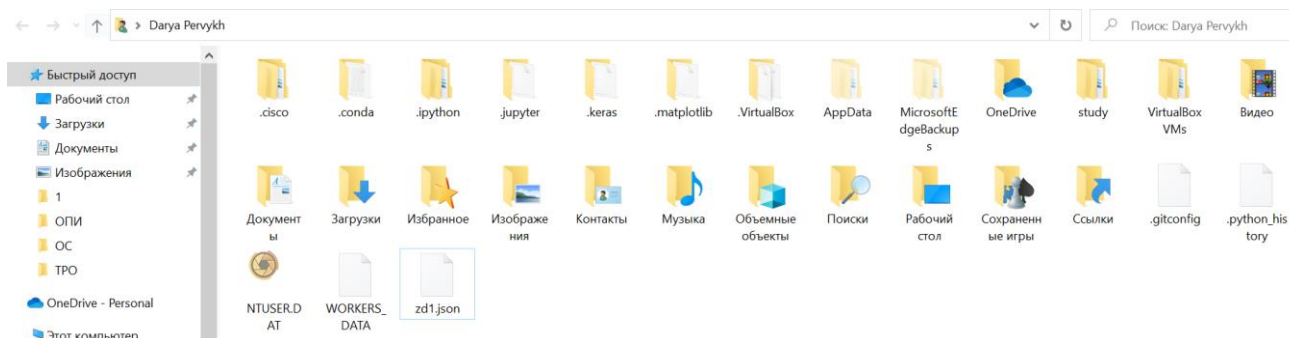 Darya Pervykh
Поиск: Darya Pervykh
Быстрый доступ
Рабочий стол
Загрузки
Документы
Изображения
1
ОПИ
ОС
ТРО
OneDrive - Personal
Этот компьютер
.cisco
.conda
.ipython
.jupyter
.keras
.matplotlib
.VirtualBox
AppData
MicrosoftE
dgeBackup
s
OneDrive
study
VirtualBox
VMs
Видео
Документ
ы
Загрузки
Избранное
Изображе
ния
Контакты
Музыка
Объемные
объекты
Поиски
Рабочий
стол
Сохраненн
ые игры
Ссылки
.gitconfig
.python_his
tory
NTUSER.D
AT
WORKERS_
DATA
zd1.json